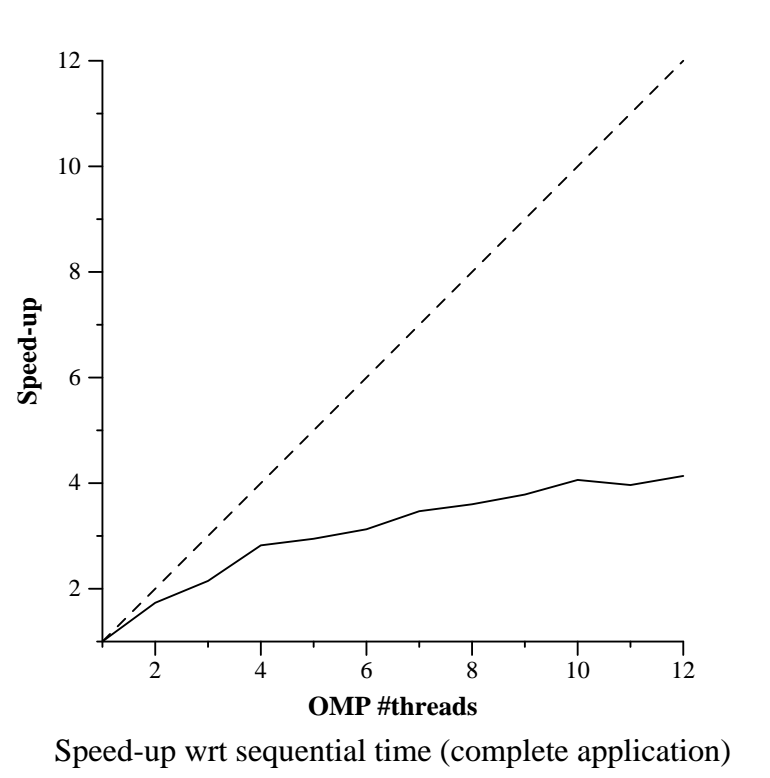 12
10
8
6
4
2
Speed-up
2 4 6 8 10 12
OMP #threads
Speed-up wrt sequential time (complete application)